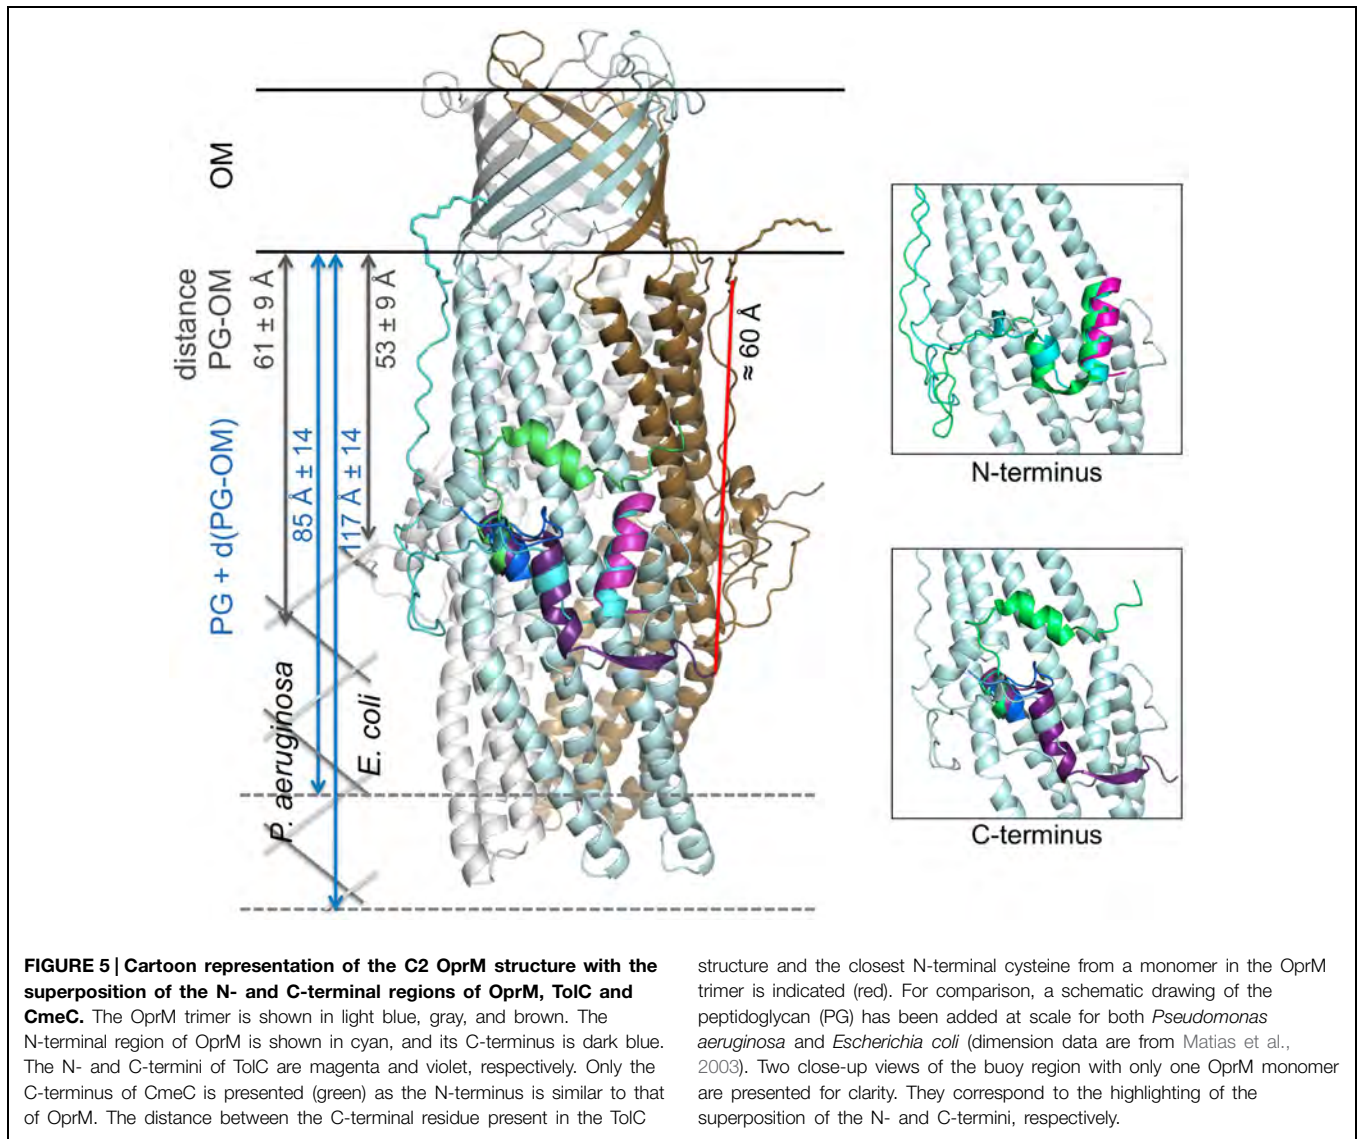 OM
distance
PG-OM
PG + d(PG-OM)
61 ± 9 Å
85 Å ± 14
117 Å ± 14
53 ± 9 Å
≈ 60 Å
P. aeruginosa
E. coli
N-terminus
C-terminus
FIGURE 5 | Cartoon representation of the C2 OprM structure with the
superposition of the N- and C-terminal regions of OprM, TolC and
CmeC. The OprM trimer is shown in light blue, gray, and brown. The
N-terminal region of OprM is shown in cyan, and its C-terminus is dark blue.
The N- and C-termini of TolC are magenta and violet, respectively. Only the
C-terminus of CmeC is presented (green) as the N-terminus is similar to that
of OprM. The distance between the C-terminal residue present in the TolC
structure and the closest N-terminal cysteine from a monomer in the OprM
trimer is indicated (red). For comparison, a schematic drawing of the
peptidoglycan (PG) has been added at scale for both Pseudomonas
aeruginosa and Escherichia coli (dimension data are from Matias et al.,
2003). Two close-up views of the buoy region with only one OprM monomer
are presented for clarity. They correspond to the highlighting of the
superposition of the N- and C-termini, respectively.